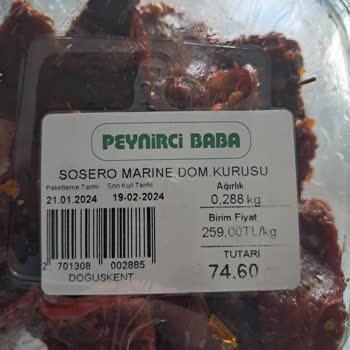 PEYNİRCİ BABA
SOSERO MARINE DOM.KURUSU
Paketleme Tarihi Son Kull Tarihi Ağırlık
21.01.2024 19-02-2024 0,288 kg
Birim Fiyat
259,00TL/kg
TUTARI
2 701308 002885 74.60
DOĞUŞKENT